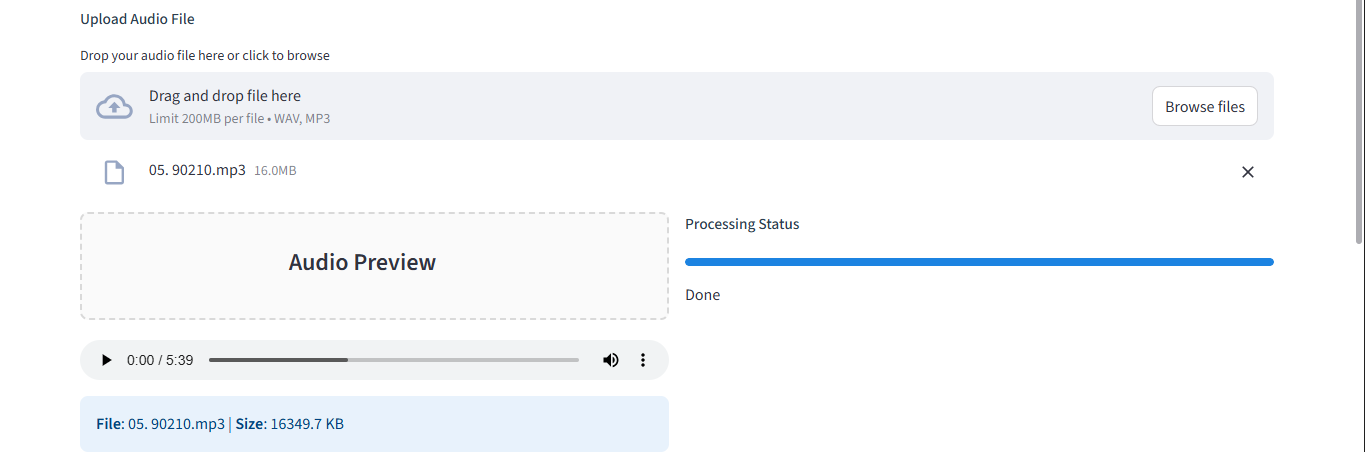 Upload Audio File
Drop your audio file here or click to browse
Drag and drop file here
Limit 200MB per file • WAV, MP3
Browse files
05. 90210.mp3 16.0MB
Audio Preview
Processing Status
Done
0:00 / 5:39
File: 05. 90210.mp3 | Size: 16349.7 KB